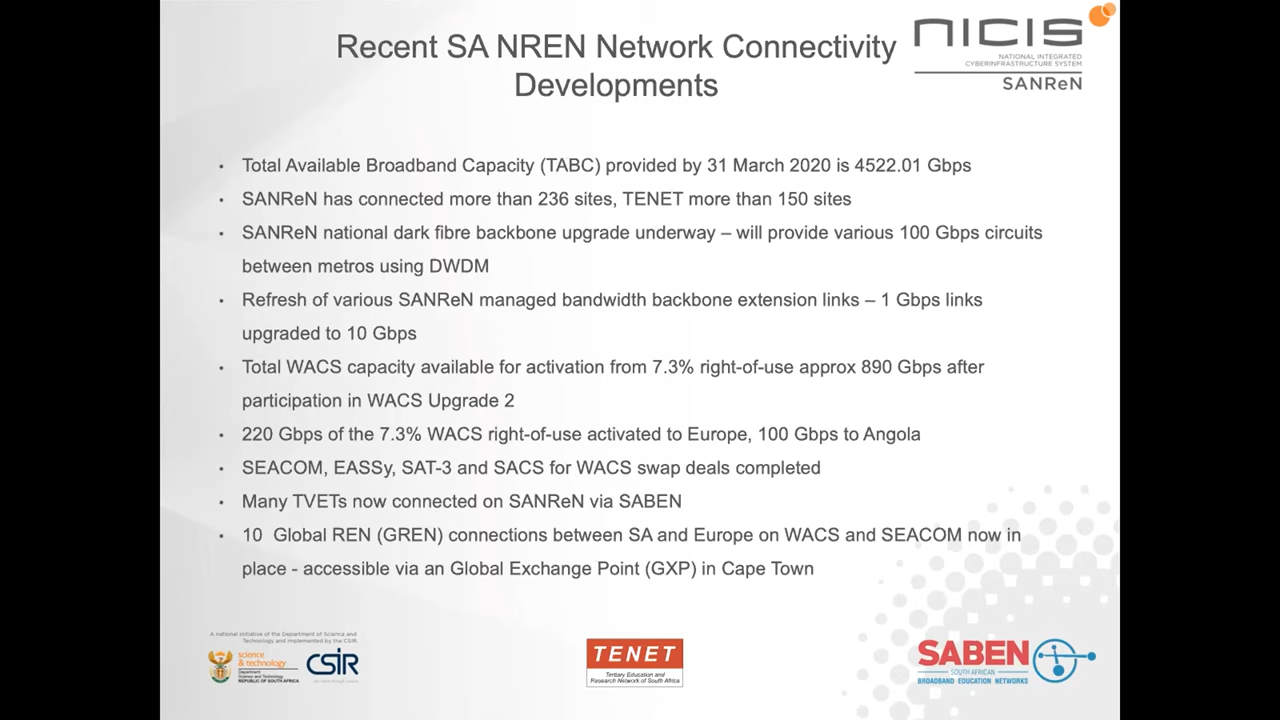 Recent SA NREN Network Connectivity
Developments
NICIS
NATIONAL INTEGRATED
CYBERINFRASTRUCTURE SYSTEM
SANReN
• Total Available Broadband Capacity (TABC) provided by 31 March 2020 is 4522.01 Gbps
• SANReN has connected more than 236 sites, TENET more than 150 sites
• SANReN national dark fibre backbone upgrade underway – will provide various 100 Gbps circuits
between metros using DWDM
• Refresh of various SANReN managed bandwidth backbone extension links – 1 Gbps links
upgraded to 10 Gbps
• Total WACS capacity available for activation from 7.3% right-of-use approx 890 Gbps after
participation in WACS Upgrade 2
• 220 Gbps of the 7.3% WACS right-of-use activated to Europe, 100 Gbps to Angola
• SEACOM, EASSy, SAT-3 and SACS for WACS swap deals completed
• Many TVETs now connected on SANReN via SABEN
• 10 Global REN (GREN) connections between SA and Europe on WACS and SEACOM now in
place - accessible via an Global Exchange Point (GXP) in Cape Town
A national initiative of the Department of Science and
Technology and implemented by the CSIR.
science
& technology
Department:
Science and Technology
REPUBLIC OF SOUTH AFRICA
CSIR
TENET
Tertiary Education and
Research Network of South Africa
SABEN
SOUTH AFRICAN
BROADBAND EDUCATION NETWORKS